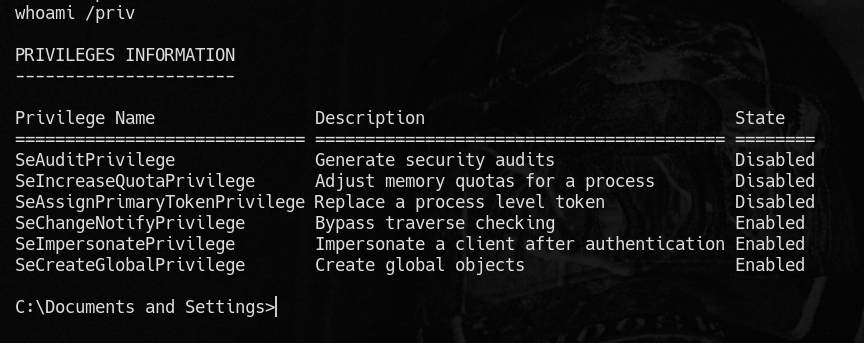 whoami /priv
PRIVILEGES INFORMATION
----------------------
Privilege Name                Description                               State
============================= ========================================= ========
SeAuditPrivilege              Generate security audits                  Disabled
SeIncreaseQuotaPrivilege      Adjust memory quotas for a process        Disabled
SeAssignPrimaryTokenPrivilege Replace a process level token             Disabled
SeChangeNotifyPrivilege       Bypass traverse checking                  Enabled
SeImpersonatePrivilege        Impersonate a client after authentication Enabled
SeCreateGlobalPrivilege       Create global objects                     Enabled
C:\Documents and Settings>